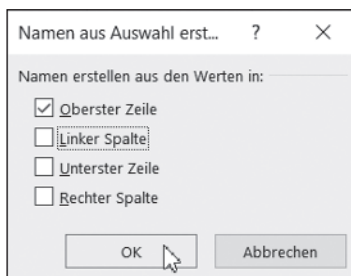 Namen aus Auswahl erst... ? ×
Namen erstellen aus den Werten in:
Oberster Zeile
Linker Spalte
Unterster Zeile
Rechter Spalte
OK Abbrechen